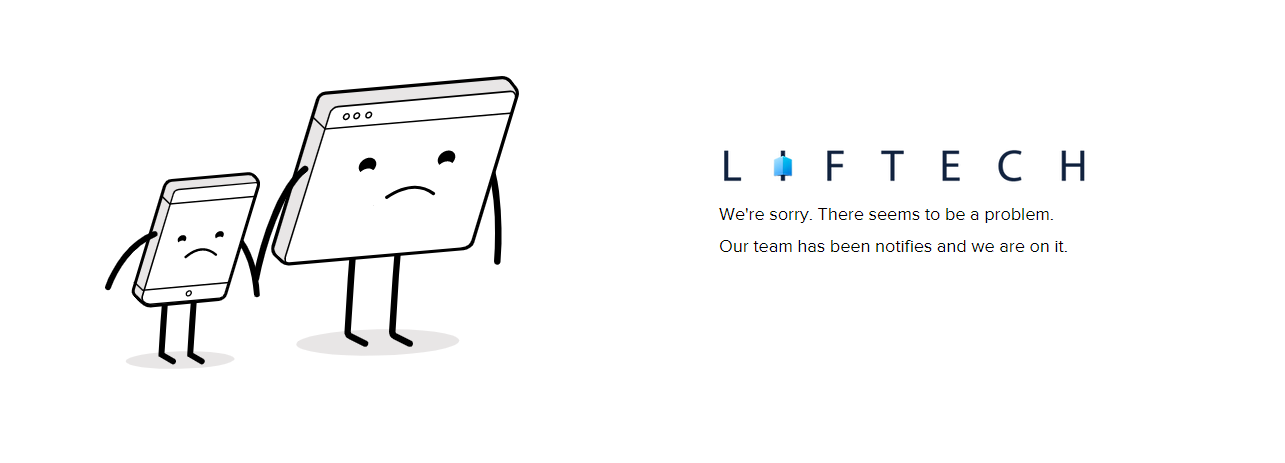 LIFTECH
We're sorry. There seems to be a problem.
Our team has been notifies and we are on it.